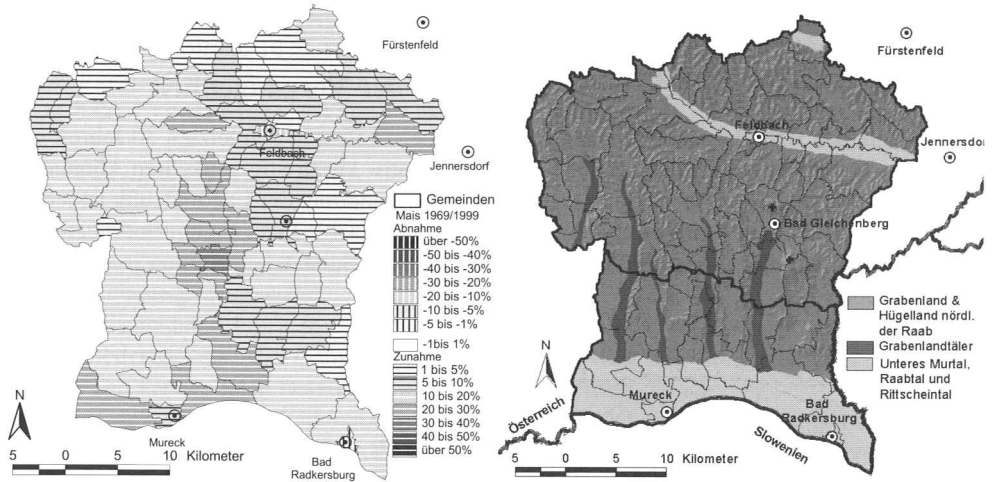 Fürstenfeld
Feldbach
Jennersdorf
Gemeinden
Mais 1969/1999
Abnahme
über -50%
-50 bis -40%
-40 bis -30%
-30 bis -20%
-20 bis -10%
-10 bis -5%
-5 bis -1%
-1bis 1%
Zunahme
1 bis 5%
5 bis 10%
10 bis 20%
20 bis 30%
30 bis 40%
40 bis 50%
über 50%
N
Mureck
Bad
Radkersburg
5 0 5 10 Kilometer
Fürstenfeld
Feldbach
Jennersdo
Bad Gleichenberg
Grabenland &
Hügelland nördl.
der Raab
Grabenlandtäler
Unteres Murtal,
Raabtal und
Rittscheintal
N
Österreich
Mureck
Bad
Radkersburg
Slowenien
5 0 5 10 Kilometer